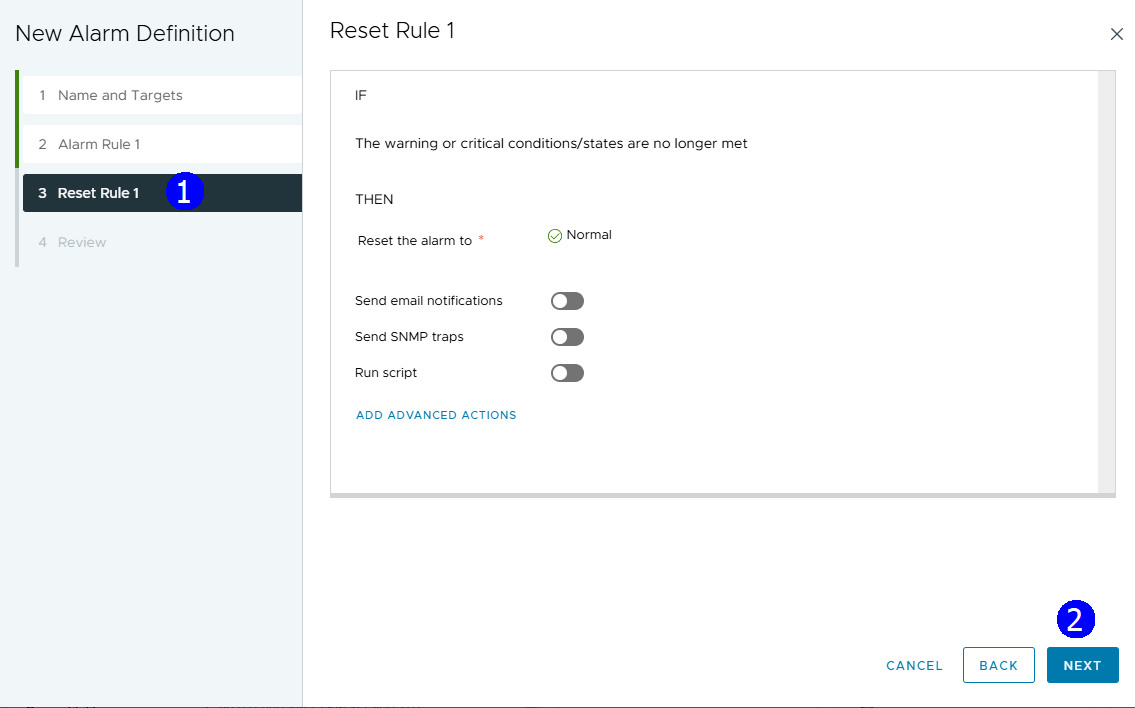 New Alarm Definition
1 Name and Targets
2 Alarm Rule 1
3 Reset Rule 1
1
4 Review
Reset Rule 1
IF
The warning or critical conditions/states are no longer met
THEN
Reset the alarm to * Normal
Send email notifications
Send SNMP traps
Run script
ADD ADVANCED ACTIONS
2
CANCEL BACK NEXT